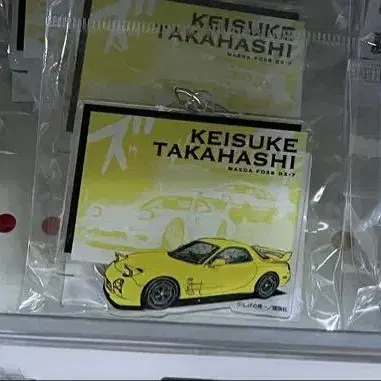 KEISUKE
TAKAHASHI
MAZDA FD3S RX-7
KEISUKE
TAKAHASHI
MAZDA FD3S RX-7